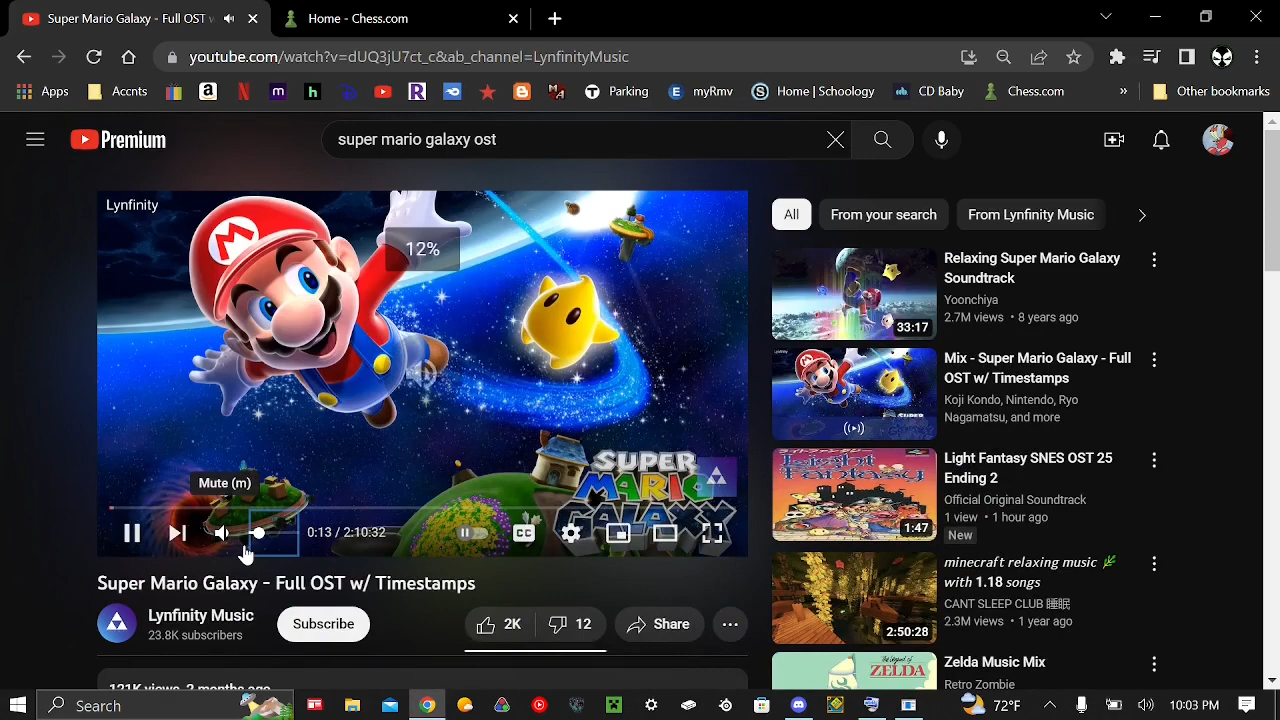 Super Mario Galaxy - Full OST w
Home - Chess.com
youtube.com/watch?v=dUQ3jU7ct_c&ab_channel=LynfinityMusic
Apps
Accnts
Parking
myRmv
Home | Schoology
CD Baby
Chess.com
»
Other bookmarks
Premium
super mario galaxy ost
Lynfinity
12%
SUPER
MARIO
GALAXY
Mute (m)
0:13 / 2:10:32
CC
Super Mario Galaxy - Full OST w/ Timestamps
Lynfinity Music
23.8K subscribers
Subscribe
2K
12
Share
All
From your search
From Lynfinity Music
Relaxing Super Mario Galaxy
Soundtrack
Yoonchiya
2.7M views • 8 years ago
33:17
Mix - Super Mario Galaxy - Full
OST w/ Timestamps
Koji Kondo, Nintendo, Ryo
Nagamatsu, and more
Light Fantasy SNES OST 25
Ending 2
Official Original Soundtrack
1 view • 1 hour ago
New
1:47
minecraft relaxing music
with 1.18 songs
CANT SLEEP CLUB 睡眠
2.3M views • 1 year ago
2:50:28
Zelda Music Mix
Retro Zombie
ZELDA
Search
72°F
10:03 PM